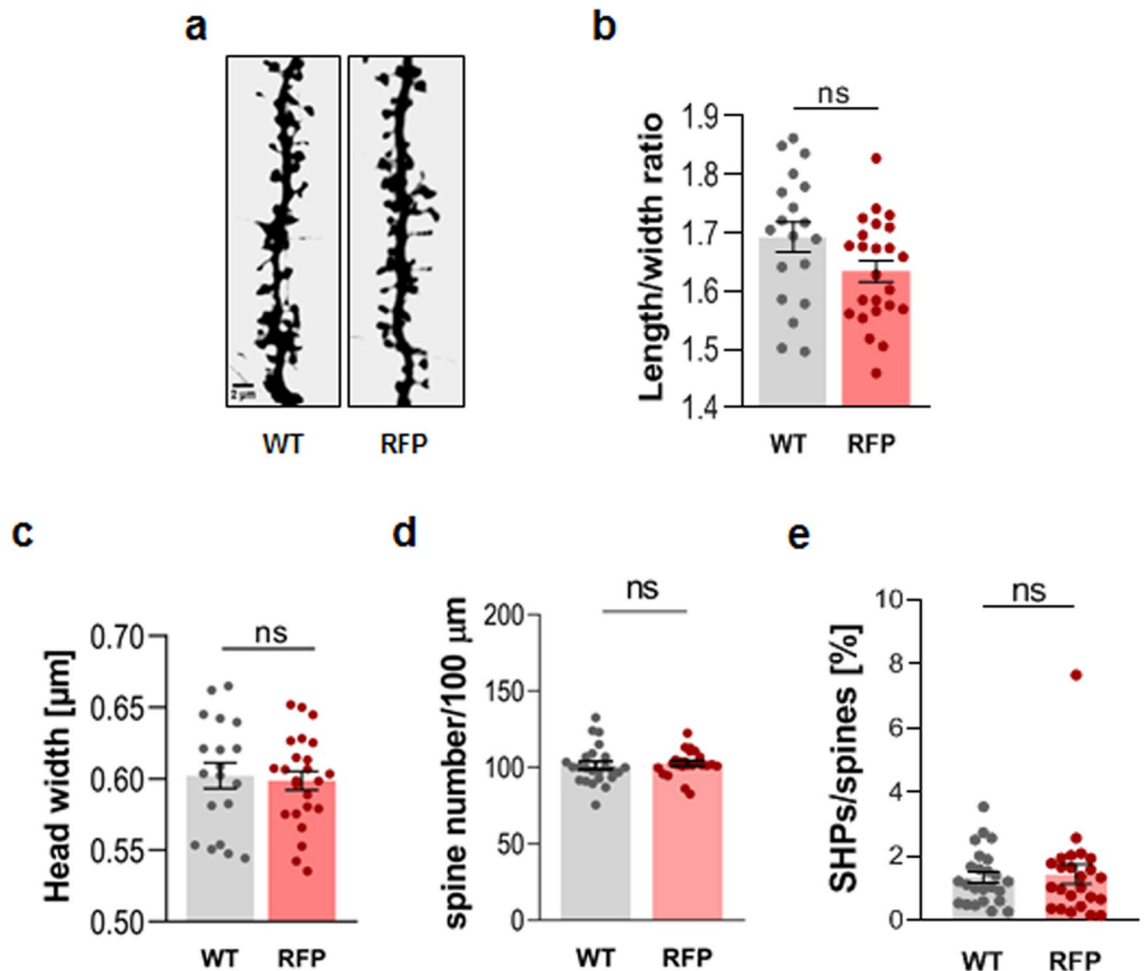 a
2 µm
WT RFP
b
ns
Length/width ratio
1.9
1.8
1.7
1.6
1.5
1.4
WT RFP
c
ns
Head width [µm]
0.70
0.65
0.60
0.55
0.50
WT RFP
d
ns
spine number/100 µm
200
150
100
50
0
WT RFP
e
ns
SHPs/spines [%]
10
8
6
4
2
0
WT RFP